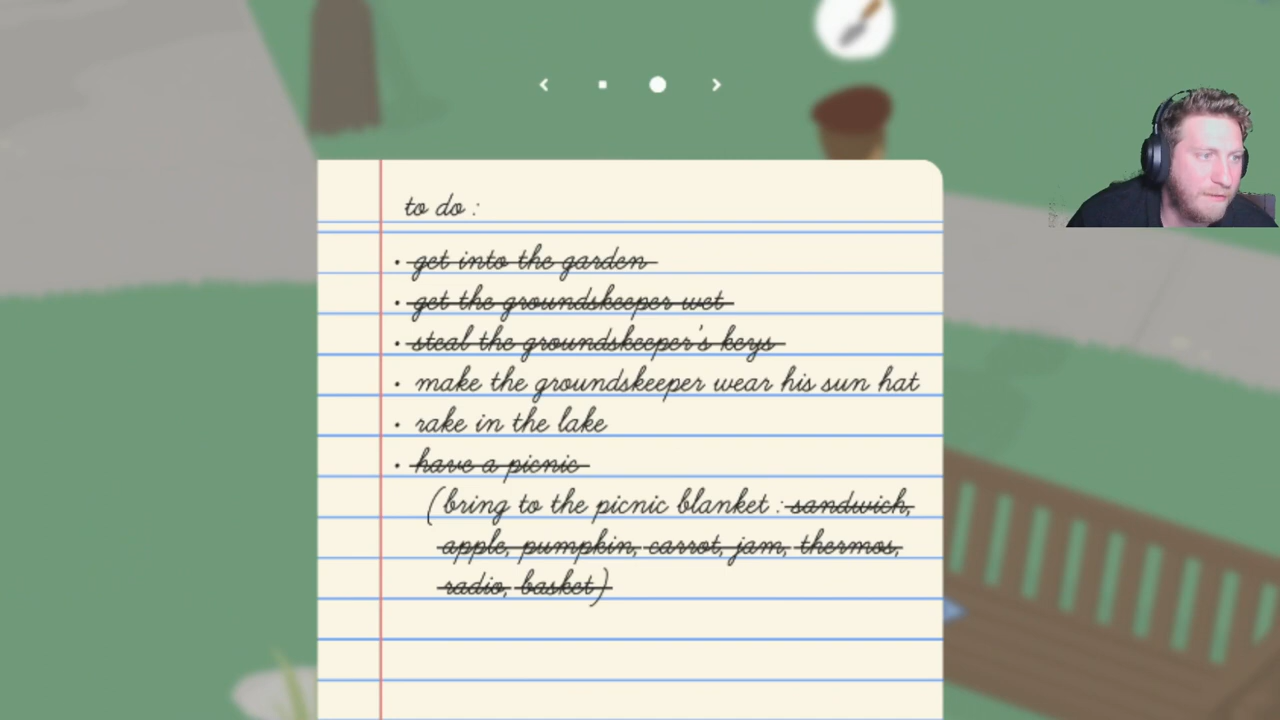 to do :
• get into the garden
• get the groundskeeper wet
• steal the groundskeeper's keys
• make the groundskeeper wear his sun hat
• rake in the lake
• have a picnic
(bring to the picnic blanket : sandwich,
apple, pumpkin, carrot, jam, thermos,
radio, basket)